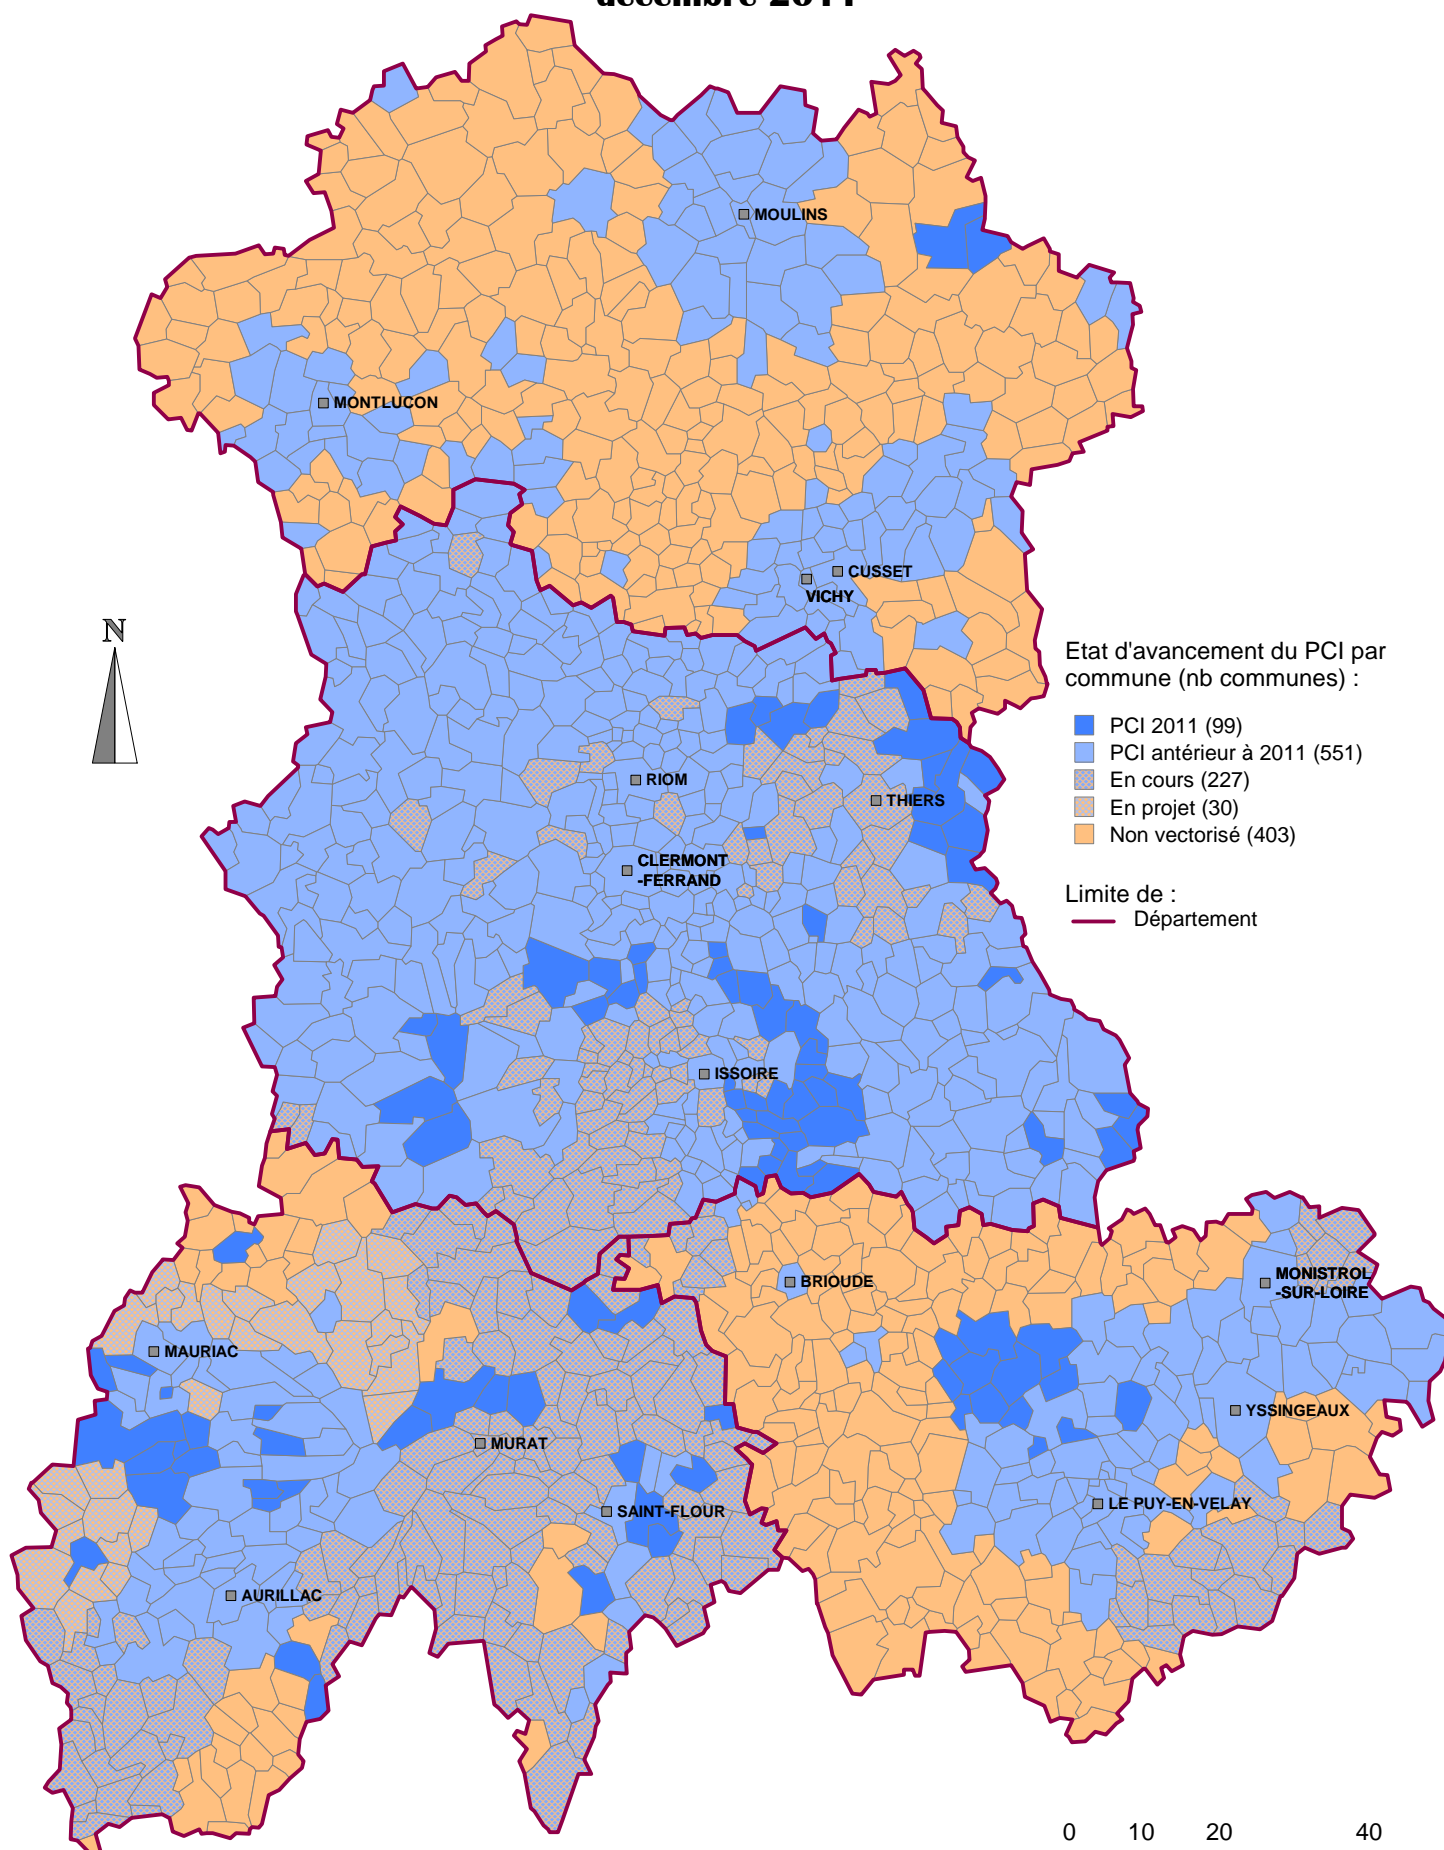 N
MOULINS
MONTLUCON
CUSSET
VICHY
RIOM
THIERS
CLERMONT
-FERRAND
ISSOIRE
BRIOUDE
MONISTROL
-SUR-LOIRE
MAURIAC
YSSINGEAUX
MURAT
LE PUY-EN-VELAY
SAINT-FLOUR
AURILLAC
Etat d'avancement du PCI par
commune (nb communes) :
PCI 2011 (99)
PCI antérieur à 2011 (551)
En cours (227)
En projet (30)
Non vectorisé (403)
Limite de :
Département
0 10 20 40